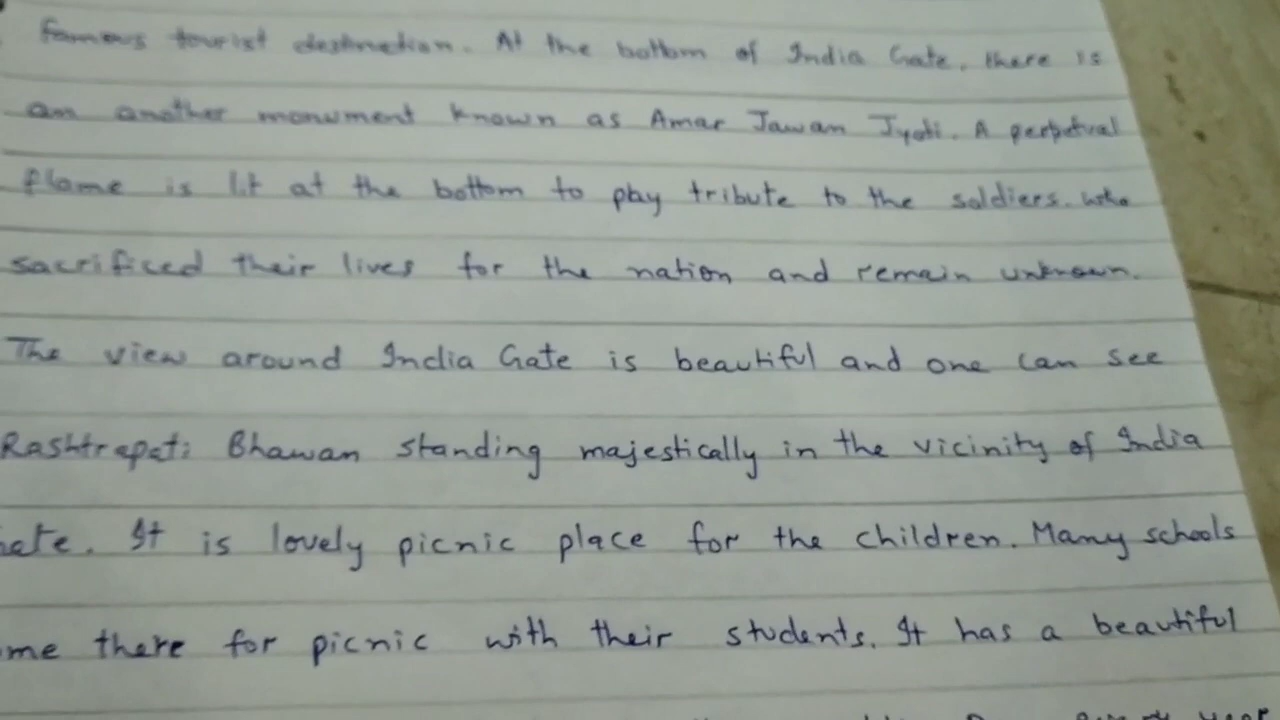 famous tourist destination. At the bottom of India Gate, there is
an another monument known as Amar Jawan Jyoti. A perpetual
flame is lit at the bottom to pay tribute to the soldiers who
sacrificed their lives for the nation and remain unknown.
The view around India Gate is beautiful and one can see
Rashtrapati Bhawan standing majestically in the vicinity of India
ate. It is lovely picnic place for the children. Many schools
me there for picnic with their students. It has a beautiful